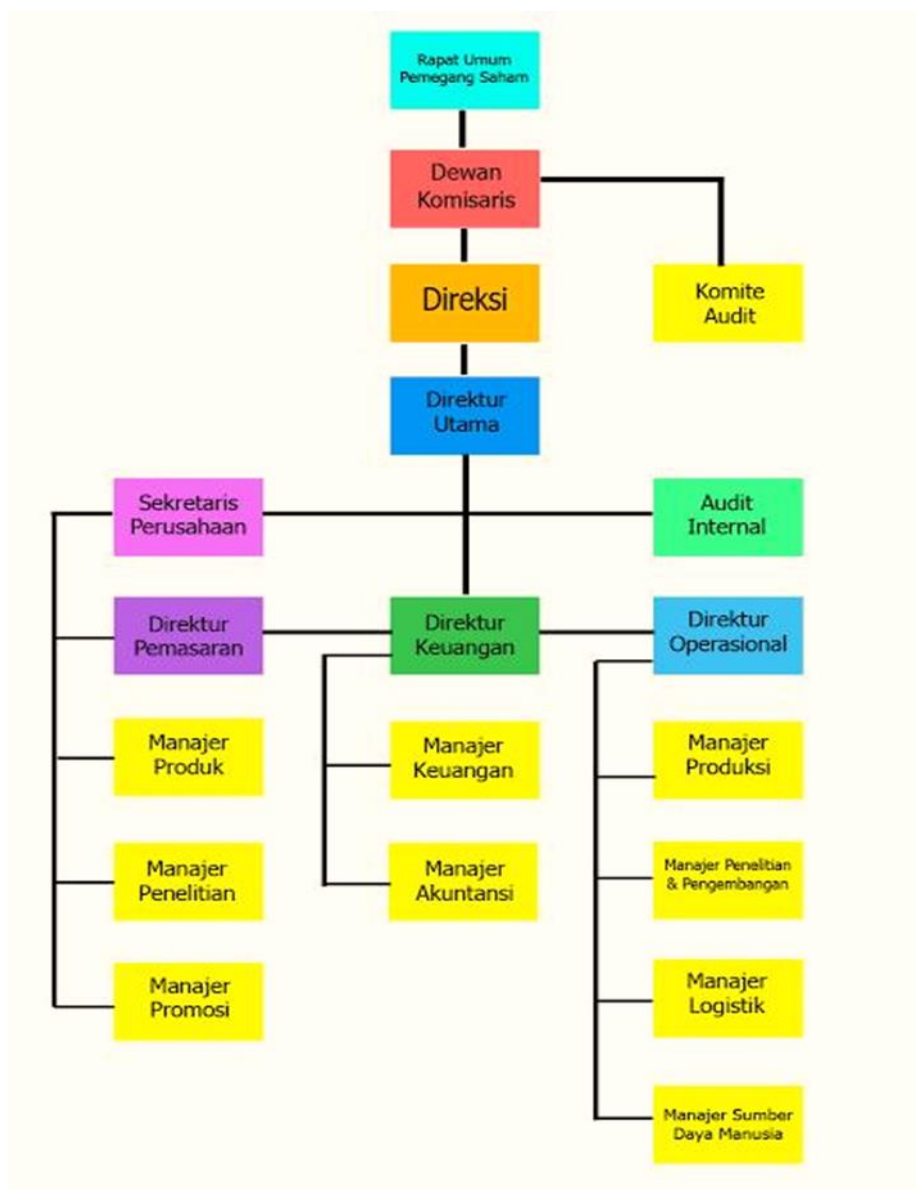 Rapat Umum
Pemegang Saham
Dewan
Komisaris
Direksi
Komite
Audit
Direktur
Utama
Sekretaris
Perusahaan
Audit
Internal
Direktur
Pemasaran
Direktur
Keuangan
Direktur
Operasional
Manajer
Produk
Manajer
Keuangan
Manajer
Produksi
Manajer
Penelitian
Manajer
Akuntansi
Manajer Penelitian
& Pengembangan
Manajer
Promosi
Manajer
Logistik
Manajer Sumber
Daya Manusia